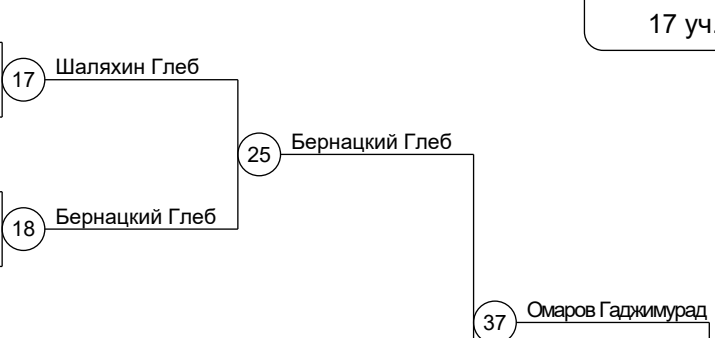 17 уч.
17 Шаляхин Глеб
25 Бернацкий Глеб
18 Бернацкий Глеб
37 Омаров Гаджимурад